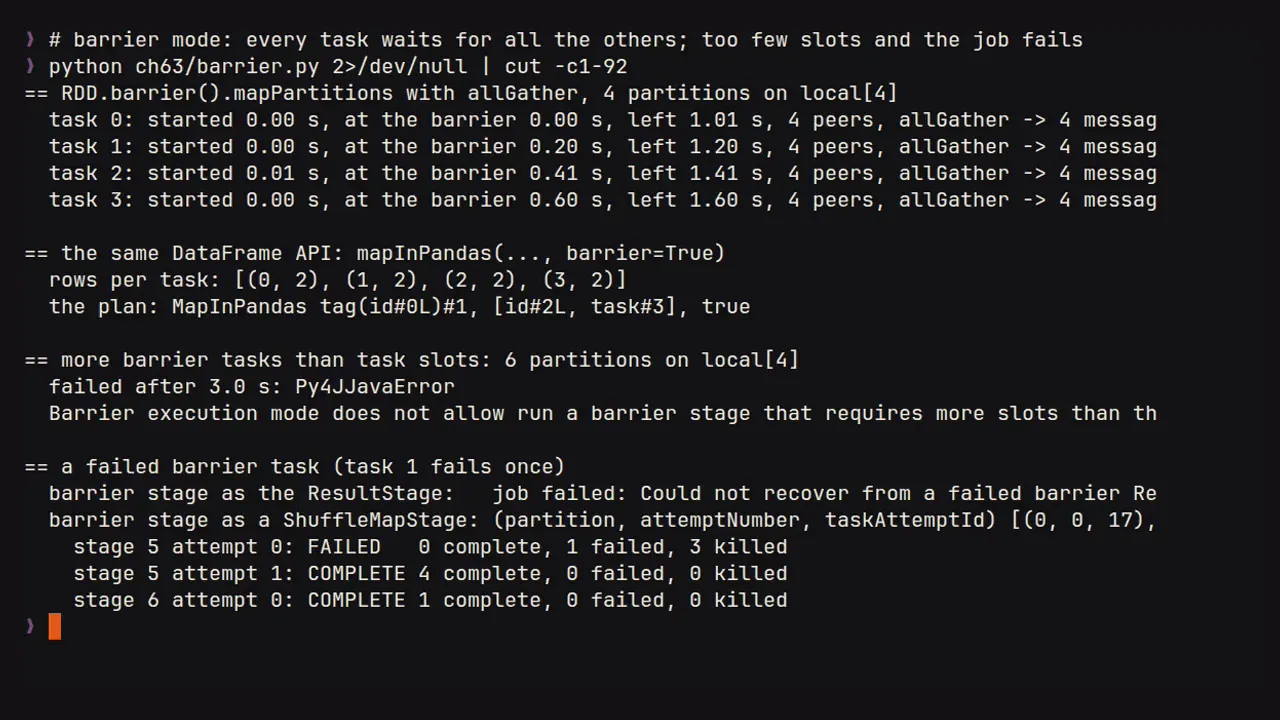 ❯ # barrier mode: every task waits for all the others; too few slots and the job fails
❯ python ch63/barrier.py 2>/dev/null | cut -c1-92
== RDD.barrier().mapPartitions with allGather, 4 partitions on local[4]
  task 0: started 0.00 s, at the barrier 0.00 s, left 1.01 s, 4 peers, allGather -> 4 messag
  task 1: started 0.00 s, at the barrier 0.20 s, left 1.20 s, 4 peers, allGather -> 4 messag
  task 2: started 0.01 s, at the barrier 0.41 s, left 1.41 s, 4 peers, allGather -> 4 messag
  task 3: started 0.00 s, at the barrier 0.60 s, left 1.60 s, 4 peers, allGather -> 4 messag
== the same DataFrame API: mapInPandas(..., barrier=True)
  rows per task: [(0, 2), (1, 2), (2, 2), (3, 2)]
  the plan: MapInPandas tag(id#0L)#1, [id#2L, task#3], true
== more barrier tasks than task slots: 6 partitions on local[4]
  failed after 3.0 s: Py4JJavaError
  Barrier execution mode does not allow run a barrier stage that requires more slots than th
== a failed barrier task (task 1 fails once)
  barrier stage as the ResultStage:   job failed: Could not recover from a failed barrier Re
  barrier stage as a ShuffleMapStage: (partition, attemptNumber, taskAttemptId) [(0, 0, 17),
    stage 5 attempt 0: FAILED   0 complete, 1 failed, 3 killed
    stage 5 attempt 1: COMPLETE 4 complete, 0 failed, 0 killed
    stage 6 attempt 0: COMPLETE 1 complete, 0 failed, 0 killed
❯